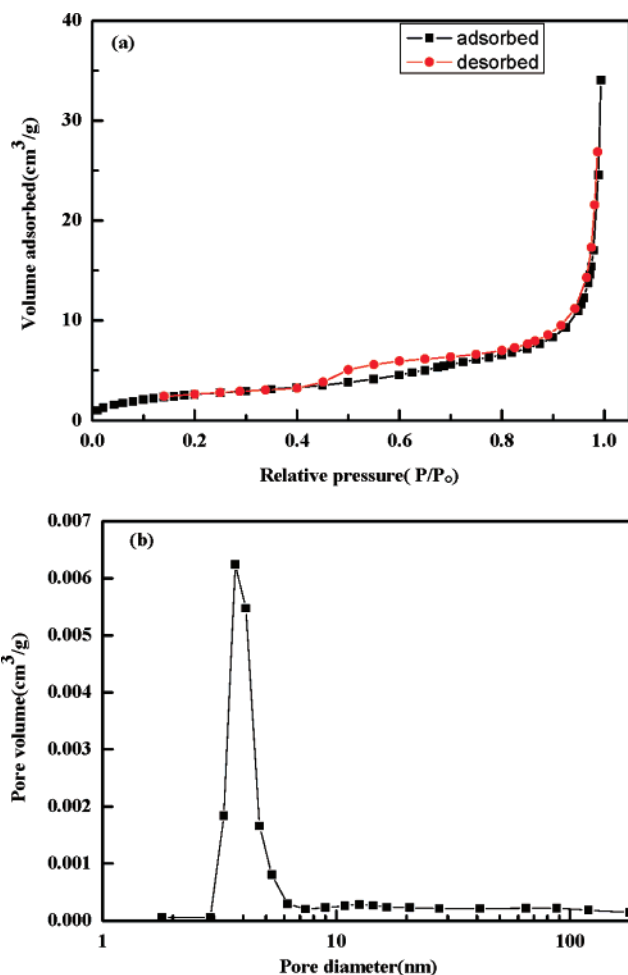 (a)
adsorbed
desorbed
40
30
20
10
0
Volume adsorbed(cm³/g)
0.0 0.2 0.4 0.6 0.8 1.0
Relative pressure( P/P₀)
(b)
0.007
0.006
0.005
0.004
0.003
0.002
0.001
0.000
Pore volume(cm³/g)
1 10 100
Pore diameter(nm)